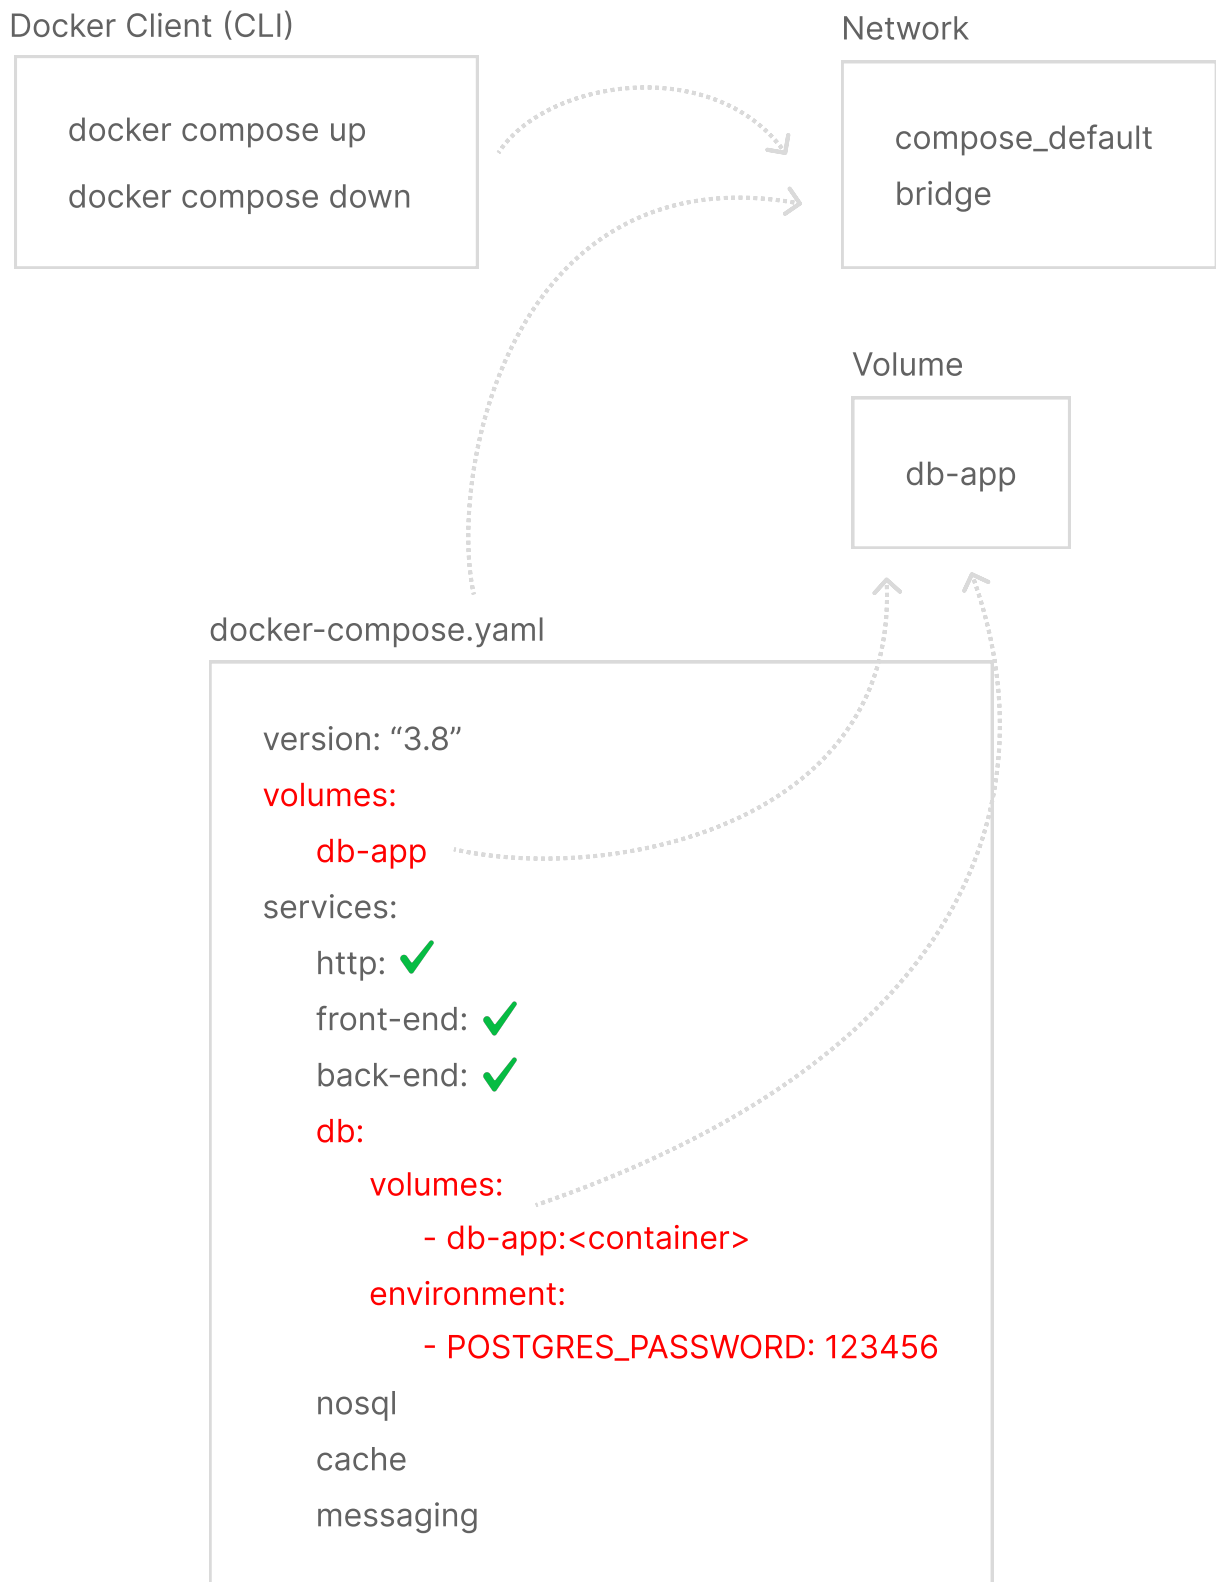 Docker Client (CLI)
docker compose up
docker compose down
Network
compose_default
bridge
Volume
db-app
docker-compose.yaml
version: “3.8”
volumes:
db-app
services:
http:
front-end:
back-end:
db:
volumes:
- db-app:<container>
environment:
- POSTGRES_PASSWORD: 123456
nosql
cache
messaging